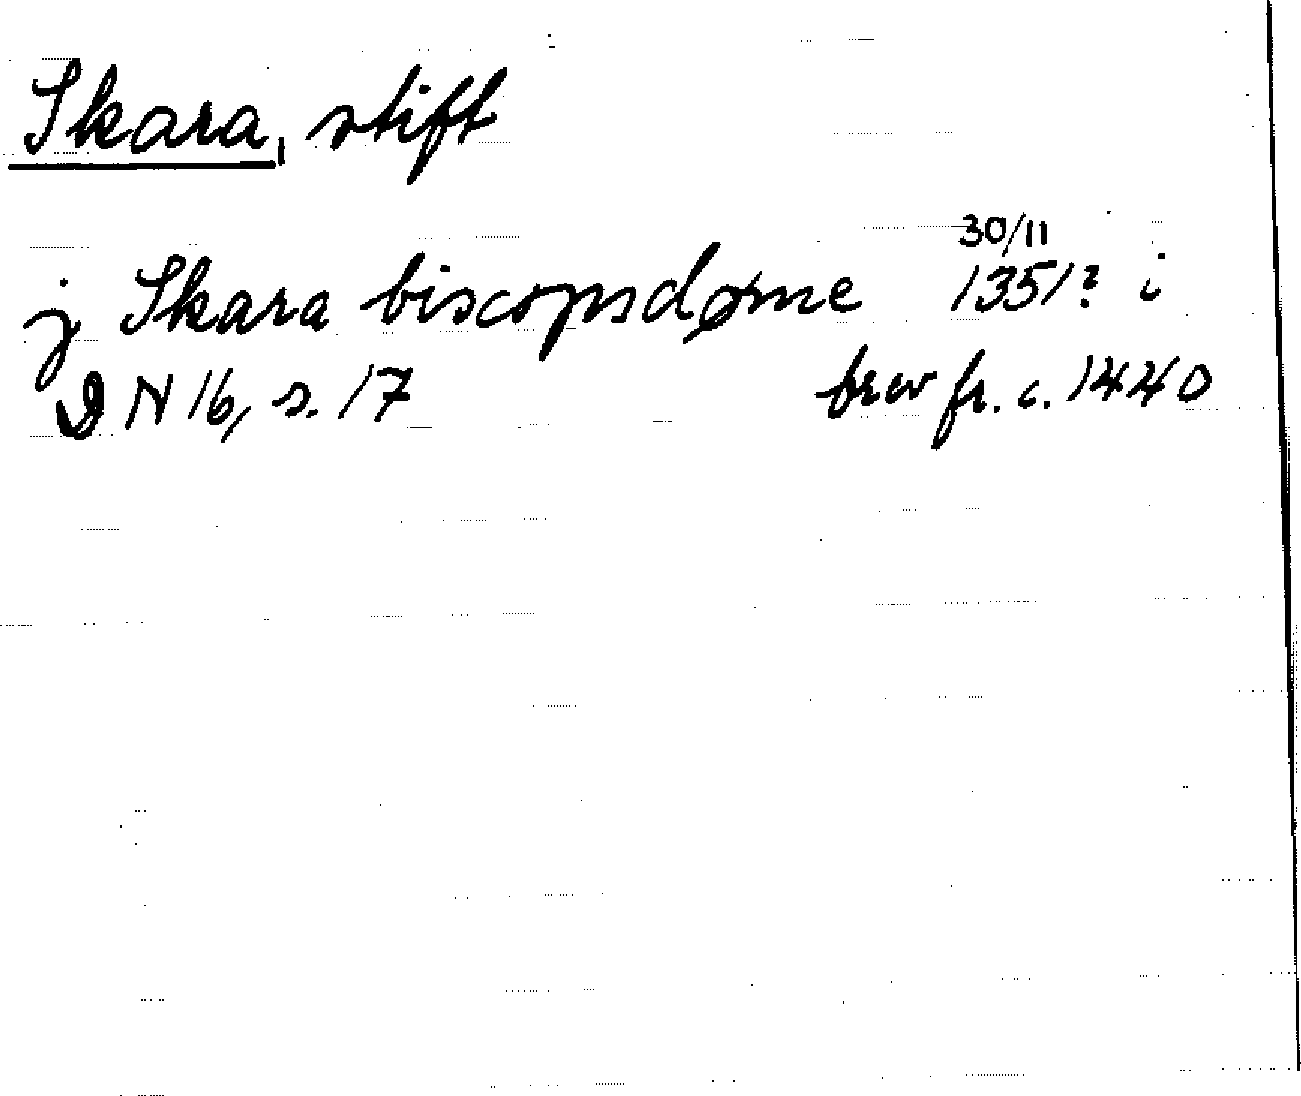 Skara, stift
j Skara biscopsdøme 30/11 1351? i
DN 16, s. 17 brev fr. c. 1440